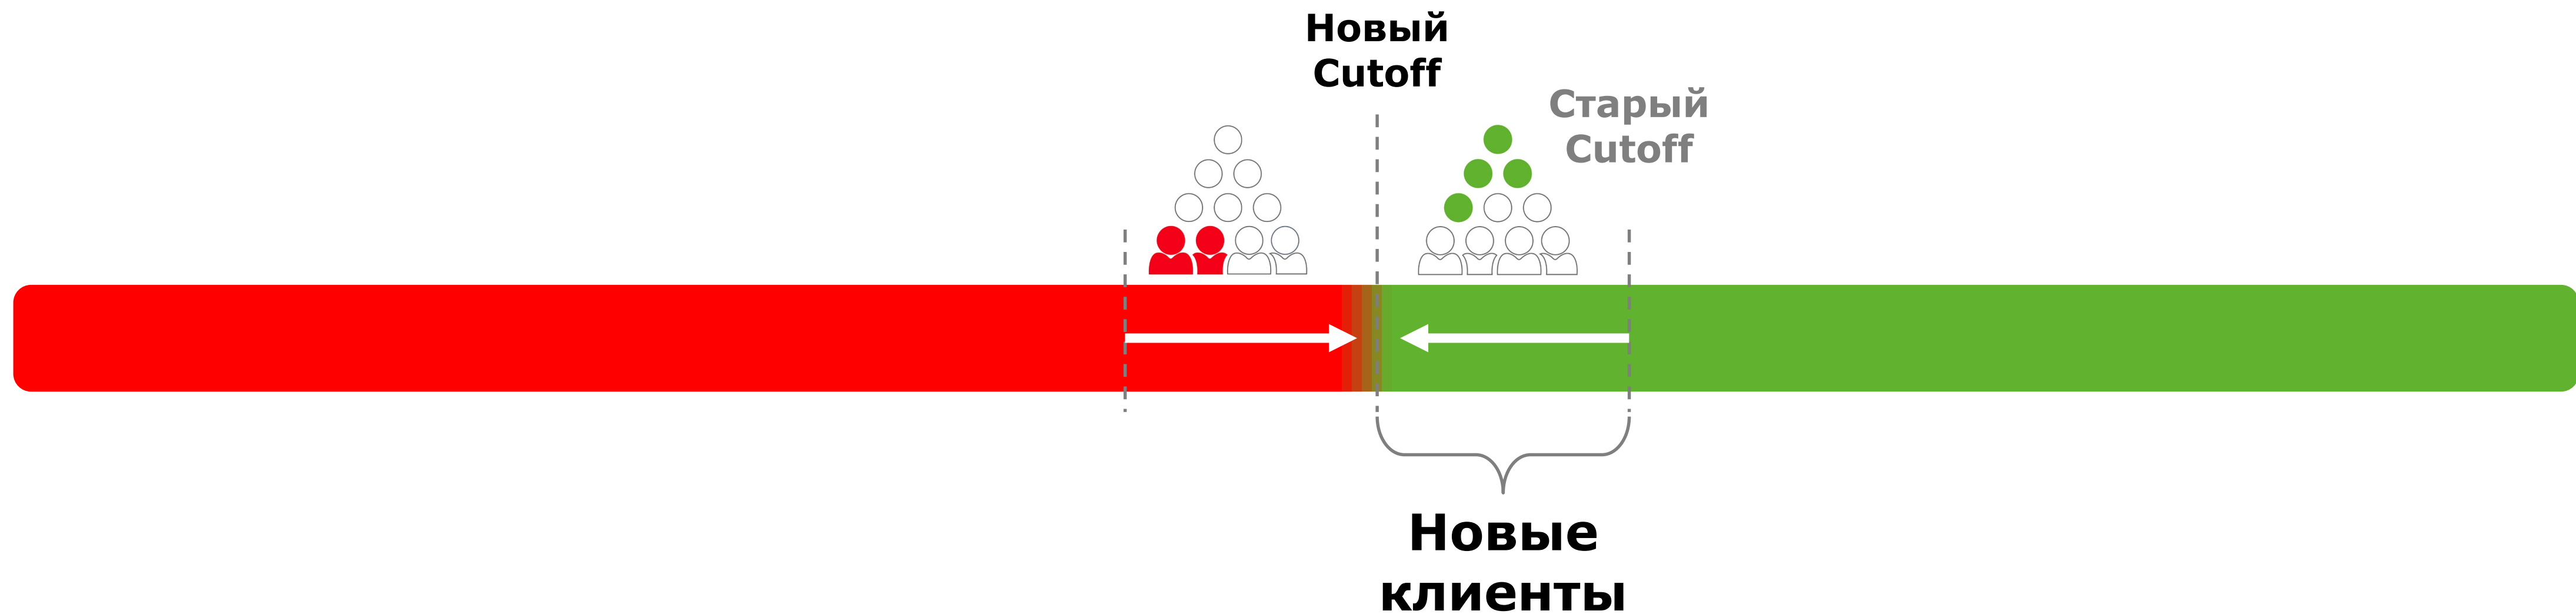 Новый
Cutoff
Старый
Cutoff
Новые
клиенты